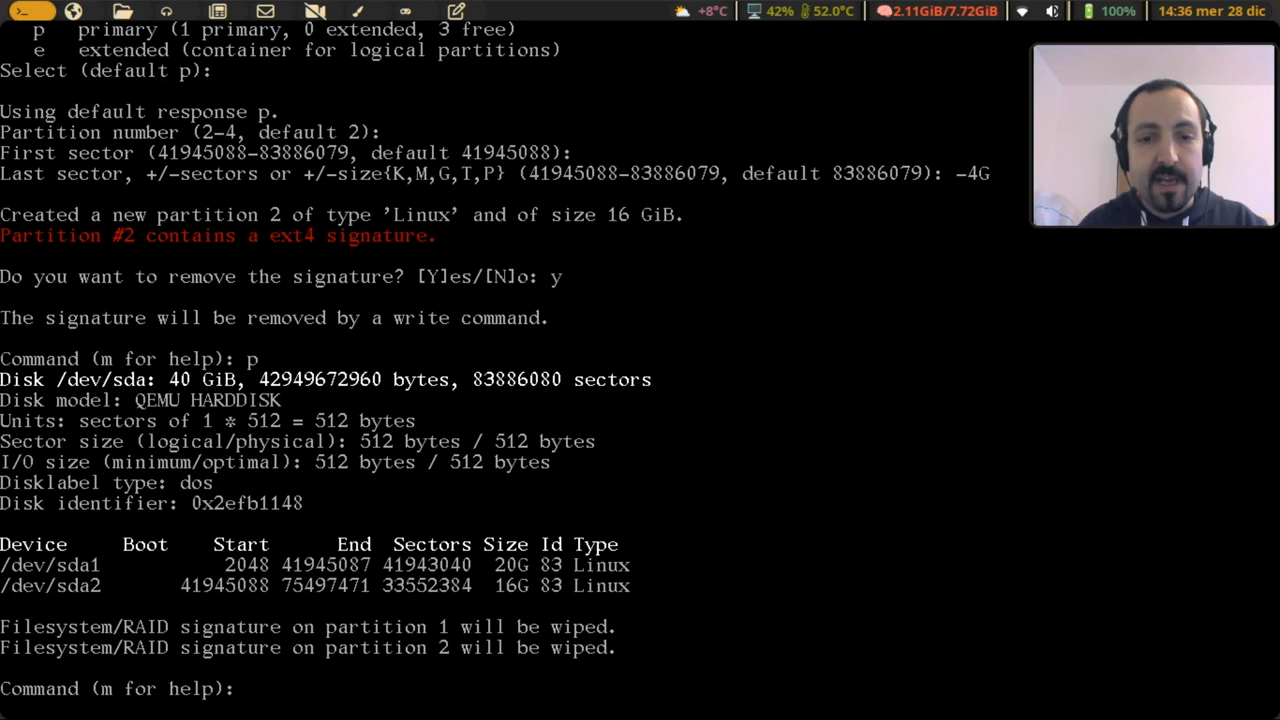 +8°C 42% 52.0°C 2.11GiB/7.72GiB 100% 14:36 mer 28 dic
p primary (1 primary, 0 extended, 3 free)
e extended (container for logical partitions)
Select (default p):
Using default response p.
Partition number (2-4, default 2):
First sector (41945088-83886079, default 41945088):
Last sector, +/-sectors or +/-size{K,M,G,T,P} (41945088-83886079, default 83886079): -4G
Created a new partition 2 of type 'Linux' and of size 16 GiB.
Partition #2 contains a ext4 signature.
Do you want to remove the signature? [Y]es/[N]o: y
The signature will be removed by a write command.
Command (m for help): p
Disk /dev/sda: 40 GiB, 42949672960 bytes, 83886080 sectors
Disk model: QEMU HARDDISK
Units: sectors of 1 * 512 = 512 bytes
Sector size (logical/physical): 512 bytes / 512 bytes
I/O size (minimum/optimal): 512 bytes / 512 bytes
Disklabel type: dos
Disk identifier: 0x2efb1148
Device Boot Start End Sectors Size Id Type
/dev/sda1 2048 41945087 41943040 20G 83 Linux
/dev/sda2 41945088 75497471 33552384 16G 83 Linux
Filesystem/RAID signature on partition 1 will be wiped.
Filesystem/RAID signature on partition 2 will be wiped.
Command (m for help):